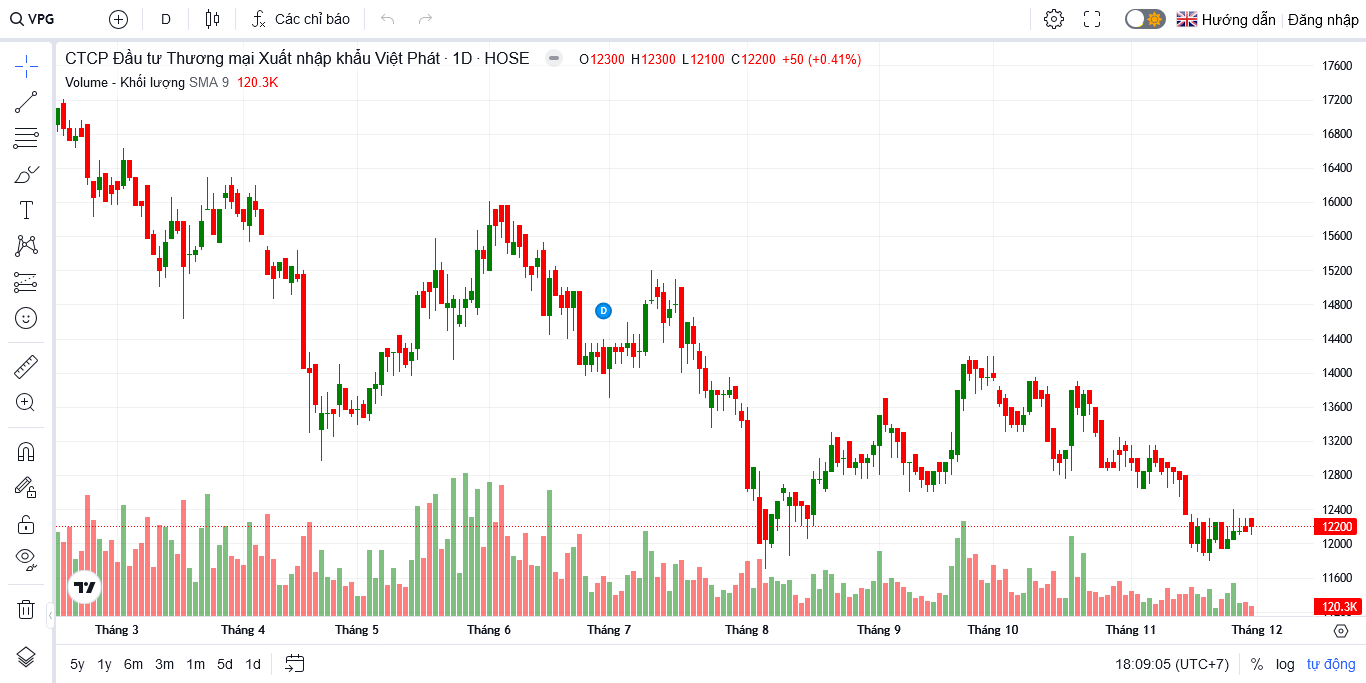 VPG D Các chỉ báo Hướng dẫn Đăng nhập
CTCP Đầu tư Thương mại Xuất nhập khẩu Việt Phát · 1D · HOSE O12300 H12300 L12100 C12200 +50 (+0.41%)
Volume - Khối lượng SMA 9 120.3K
17600
17200
16800
16400
16000
15600
15200
14800
14400
14000
13600
13200
12800
12400
12200
12000
11600
120.3K
D
Tháng 3 Tháng 4 Tháng 5 Tháng 6 Tháng 7 Tháng 8 Tháng 9 Tháng 10 Tháng 11 Tháng 12
5y 1y 6m 3m 1m 5d 1d 18:09:05 (UTC+7) % log tự động